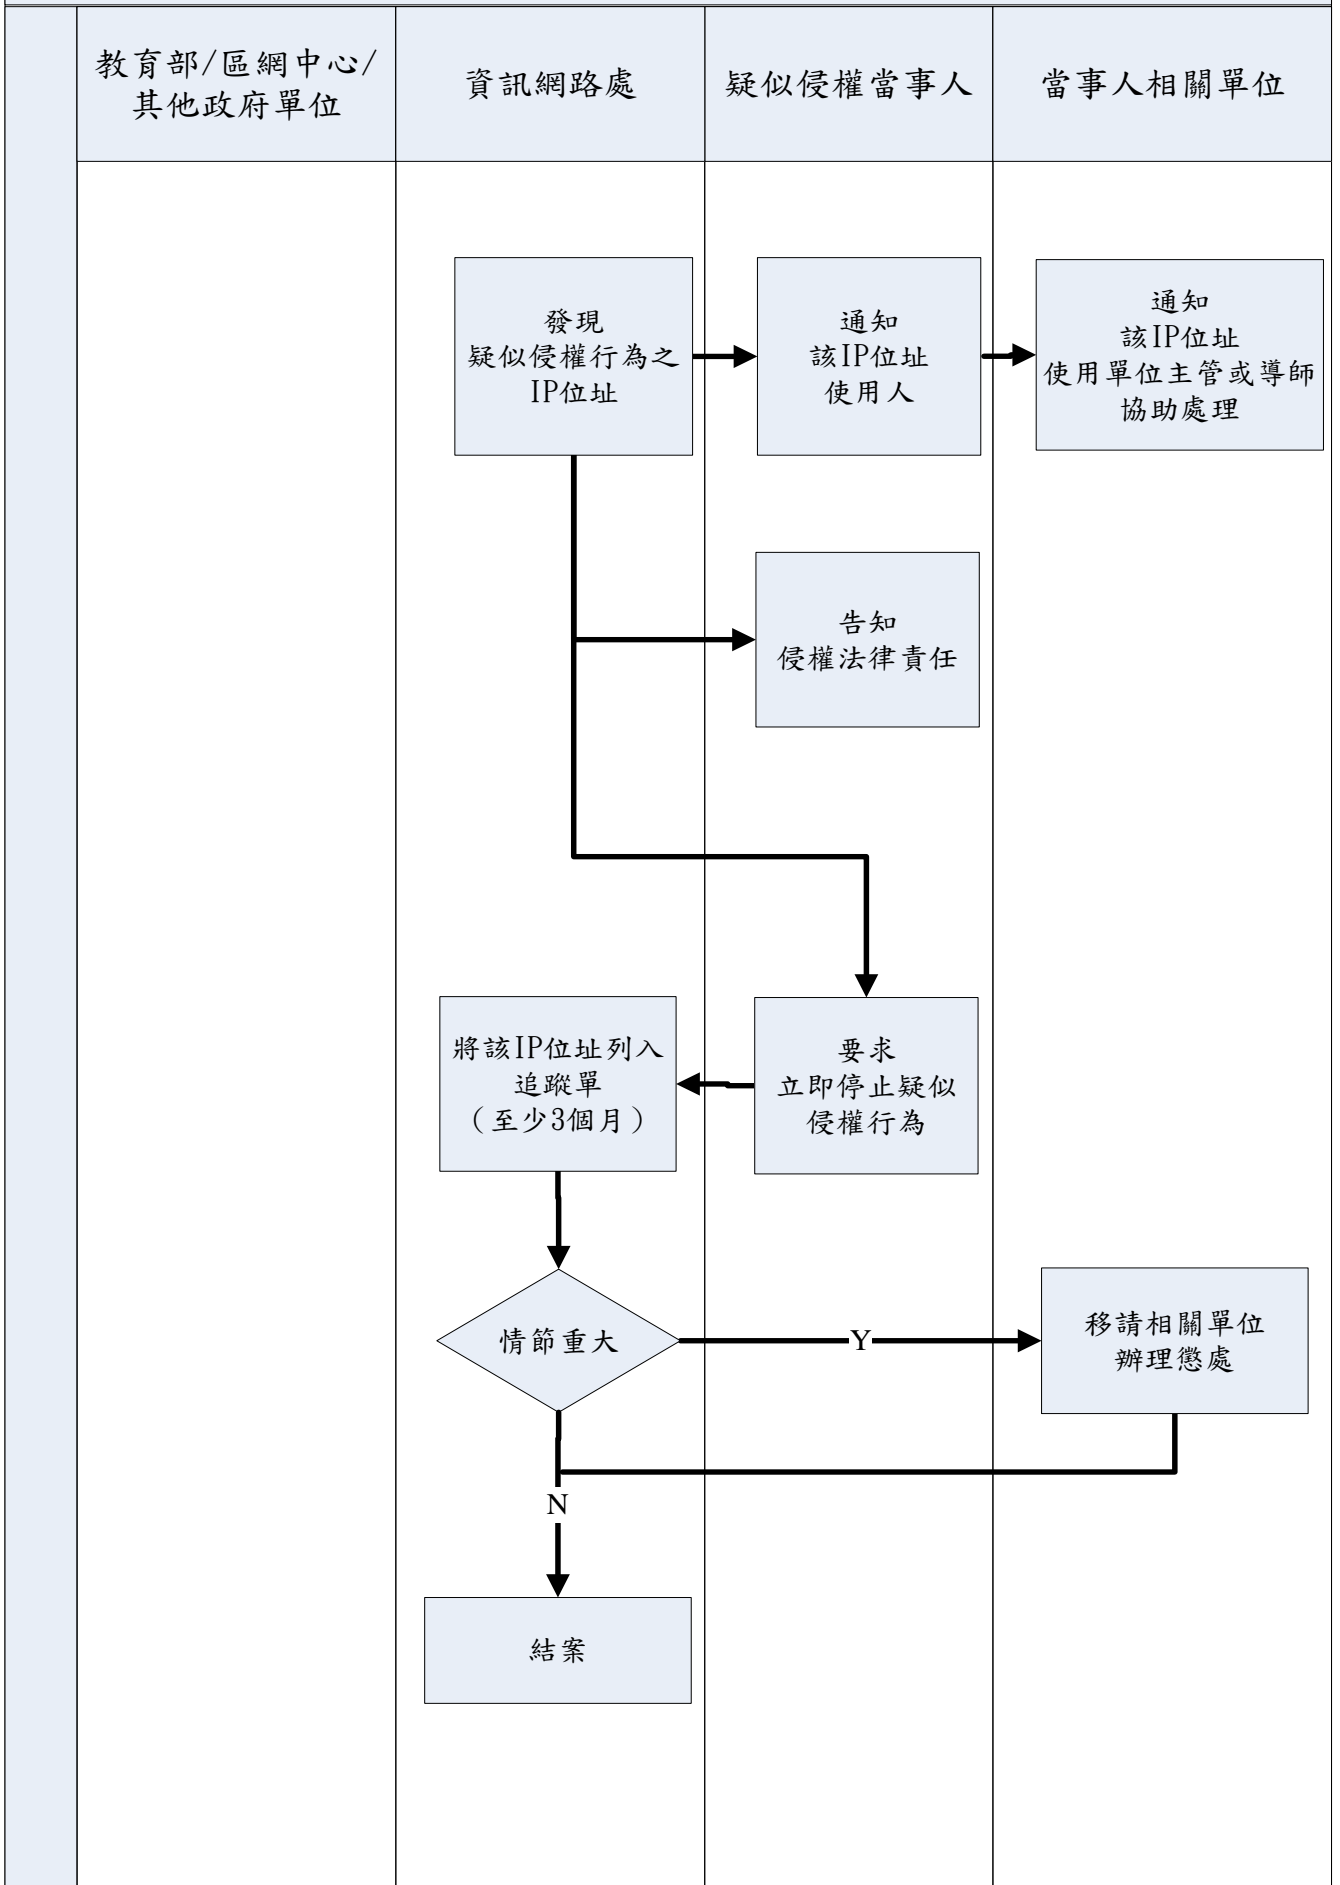 教育部/區網中心/
其他政府單位
資訊網路處
疑似侵權當事人
當事人相關單位
發現
疑似侵權行為之
IP位址
通知
該IP位址
使用人
通知
該IP位址
使用單位主管或導師
協助處理
告知
侵權法律責任
將該IP位址列入
追蹤單
（至少3個月）
要求
立即停止疑似
侵權行為
情節重大
Y
移請相關單位
辦理懲處
N
結案